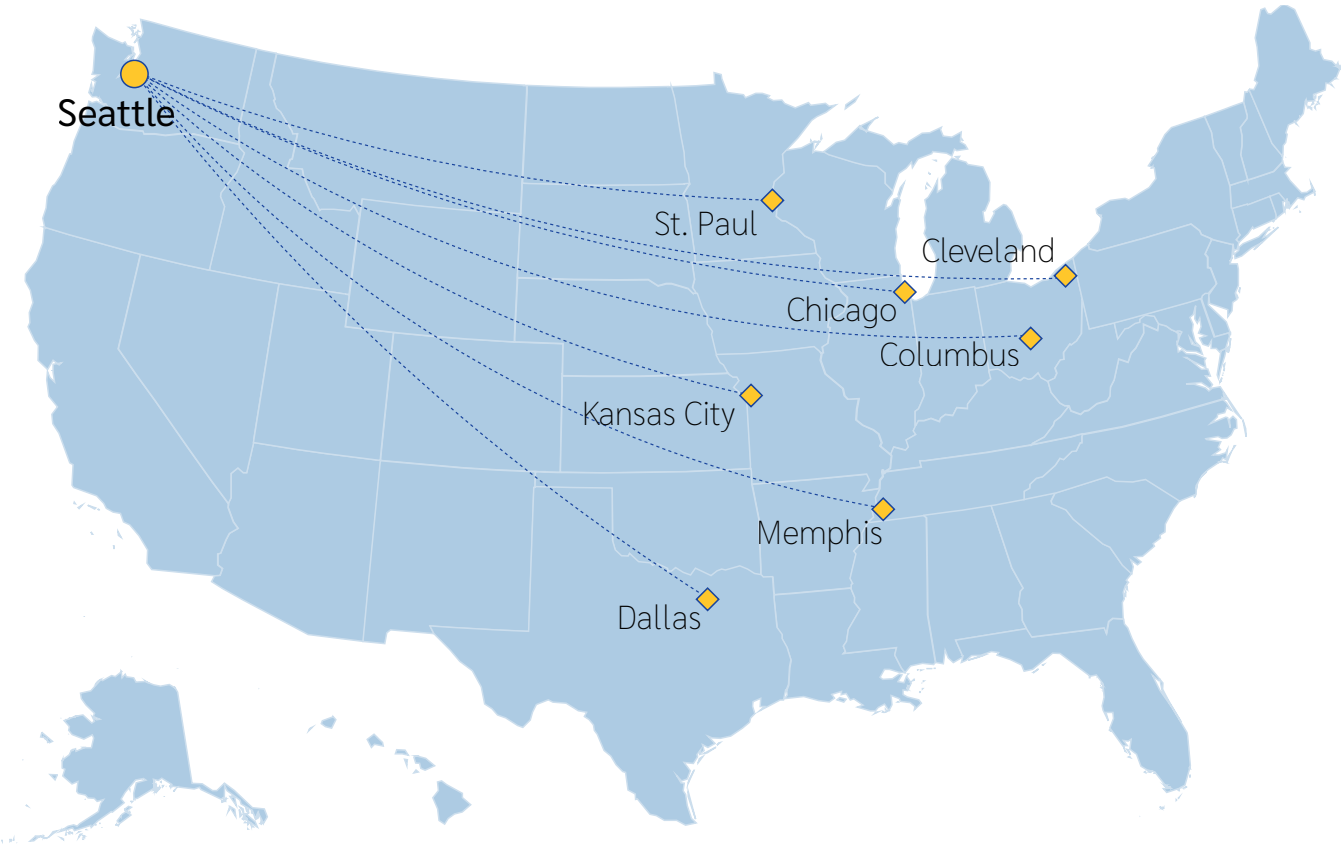 Seattle
St. Paul
Cleveland
Chicago
Columbus
Kansas City
Memphis
Dallas